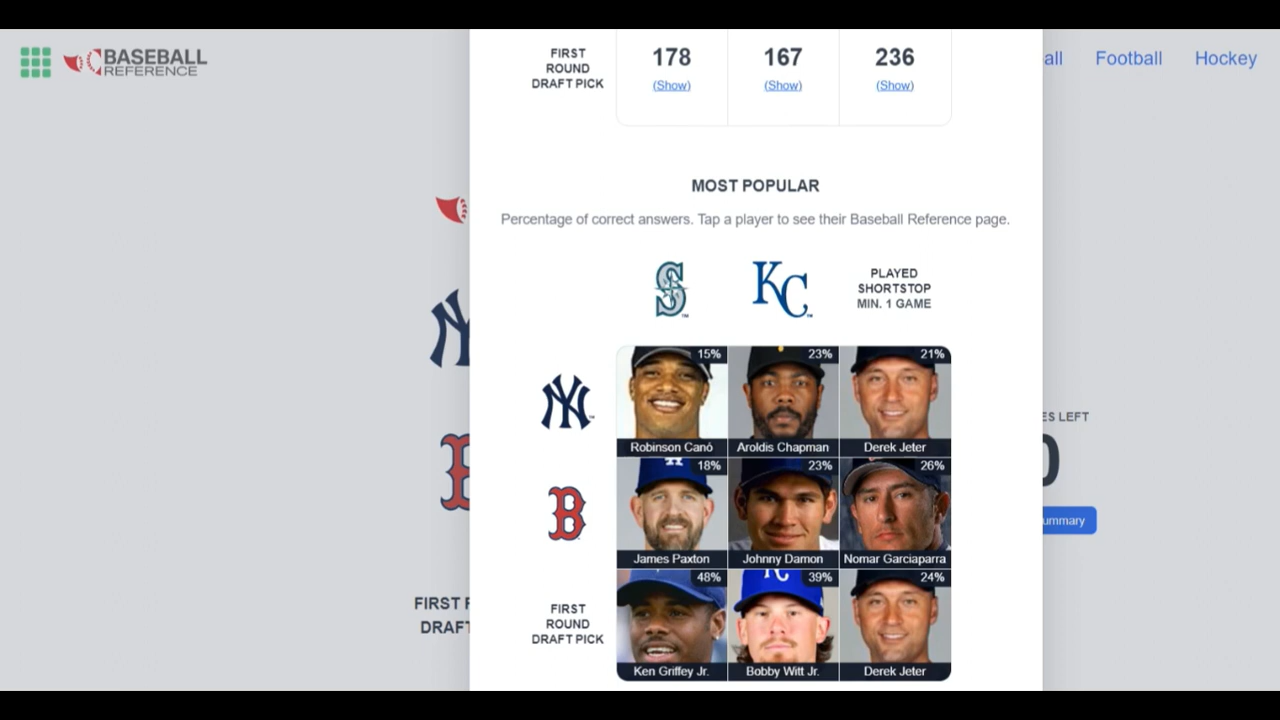 BASEBALL
REFERENCE
all Football Hockey
FIRST
ROUND
DRAFT PICK
178 167 236
(Show) (Show) (Show)
MOST POPULAR
Percentage of correct answers. Tap a player to see their Baseball Reference page.
S KC
PLAYED
SHORTSTOP
MIN. 1 GAME
NY
15% 23% 21%
Robinson Canó Aroldis Chapman Derek Jeter
B
18% 23% 26%
James Paxton Johnny Damon Nomar Garciaparra
FIRST
ROUND
DRAFT PICK
48% 39% 24%
Ken Griffey Jr. Bobby Witt Jr. Derek Jeter
ES LEFT
0
ummary
FIRST
DRAFT